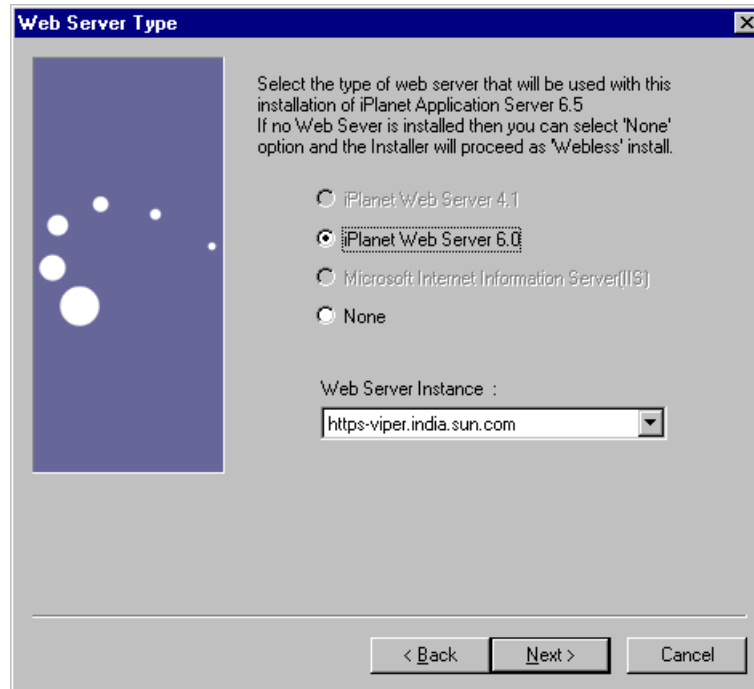 Web Server Type
Select the type of web server that will be used with this
installation of iPlanet Application Server 6.5
If no Web Sever is installed then you can select 'None'
option and the Installer will proceed as 'Webless' install.
iPlanet Web Server 4.1
iPlanet Web Server 6.0
Microsoft Internet Information Server(IIS)
None
Web Server Instance :
https-viper.india.sun.com
< Back
Next >
Cancel